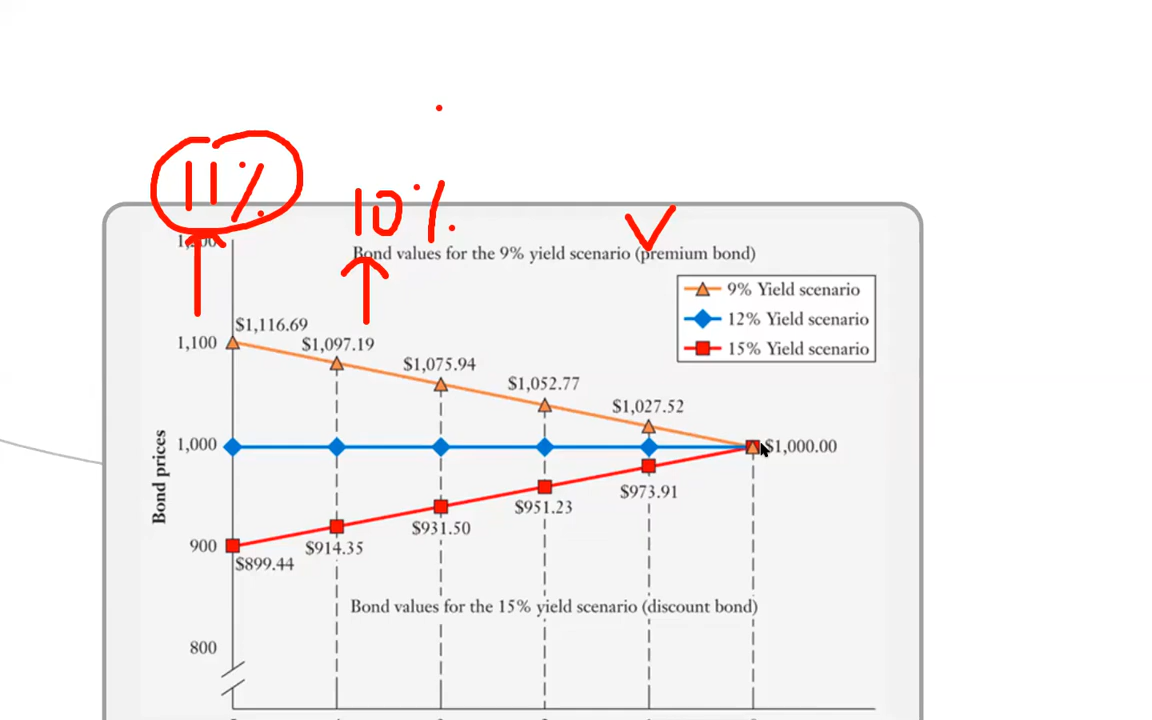 11%
10%
Bond values for the 9% yield scenario (premium bond)
9% Yield scenario
12% Yield scenario
15% Yield scenario
$1,116.69
1,100
$1,097.19
$1,075.94
$1,052.77
$1,027.52
Bond prices
1,000
$1,000.00
$973.91
$951.23
$931.50
900
$914.35
$899.44
Bond values for the 15% yield scenario (discount bond)
800